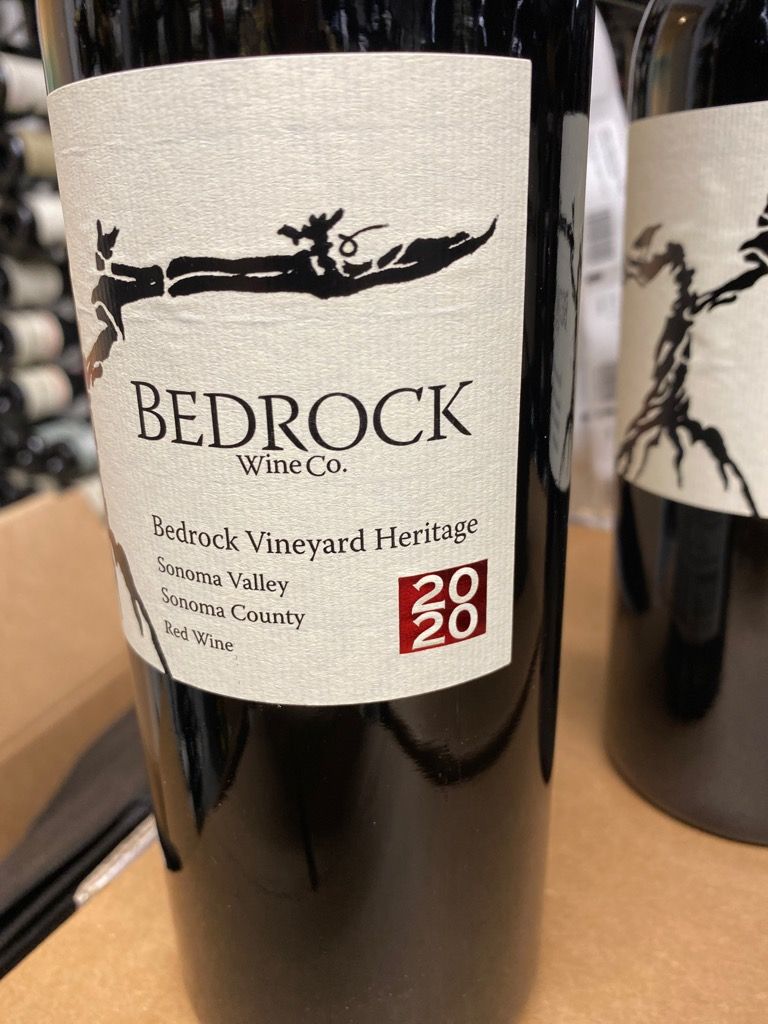 BEDROCK
Wine Co.
Bedrock Vineyard Heritage
Sonoma Valley
Sonoma County
Red Wine
20
20